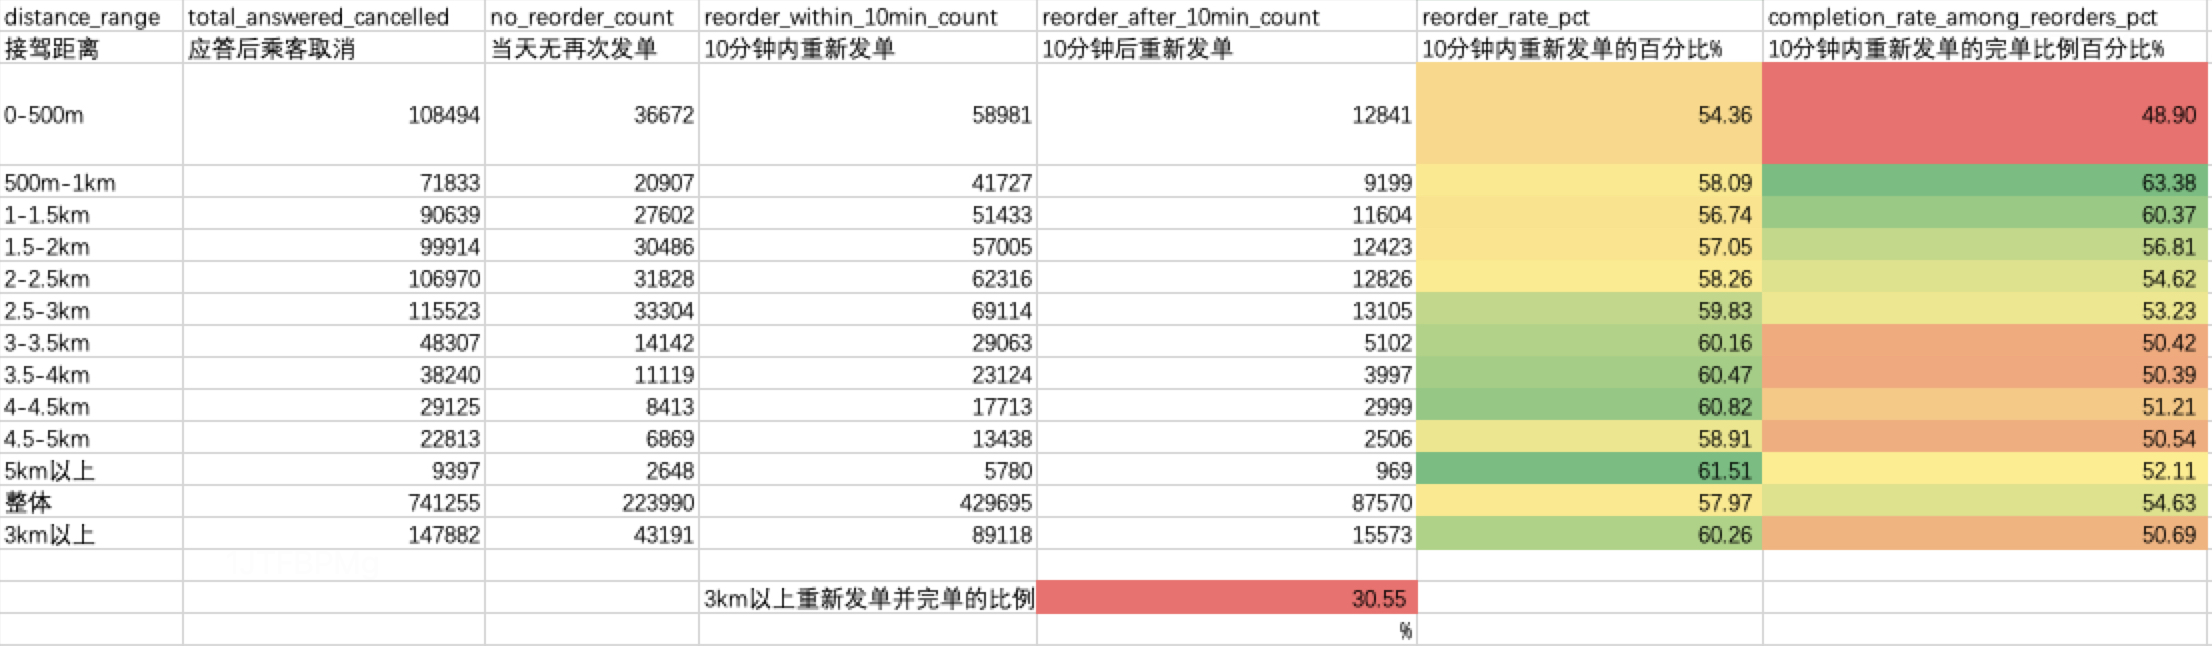 distance_range total_answered_cancelled no_reorder_count reorder_within_10min_count reorder_after_10min_count reorder_rate_pct completion_rate_among_reorders_pct
接驾距离 应答后乘客取消 当天无再次发单 10分钟内重新发单 10分钟后重新发单 10分钟内重新发单的百分比% 10分钟内重新发单的完单比例百分比%
0-500m 108494 36672 58981 12841 54.36 48.90
500m-1km 71833 20907 41727 9199 58.09 63.38
1-1.5km 90639 27602 51433 11604 56.74 60.37
1.5-2km 99914 30486 57005 12423 57.05 56.81
2-2.5km 106970 31828 62316 12826 58.26 54.62
2.5-3km 115523 33304 69114 13105 59.83 53.23
3-3.5km 48307 14142 29063 5102 60.16 50.42
3.5-4km 38240 11119 23124 3997 60.47 50.39
4-4.5km 29125 8413 17713 2999 60.82 51.21
4.5-5km 22813 6869 13438 2506 58.91 50.54
5km以上 9397 2648 5780 969 61.51 52.11
整体 741255 223990 429695 87570 57.97 54.63
3km以上 147882 43191 89118 15573 60.26 50.69
3km以上重新发单并完单的比例 30.55
%